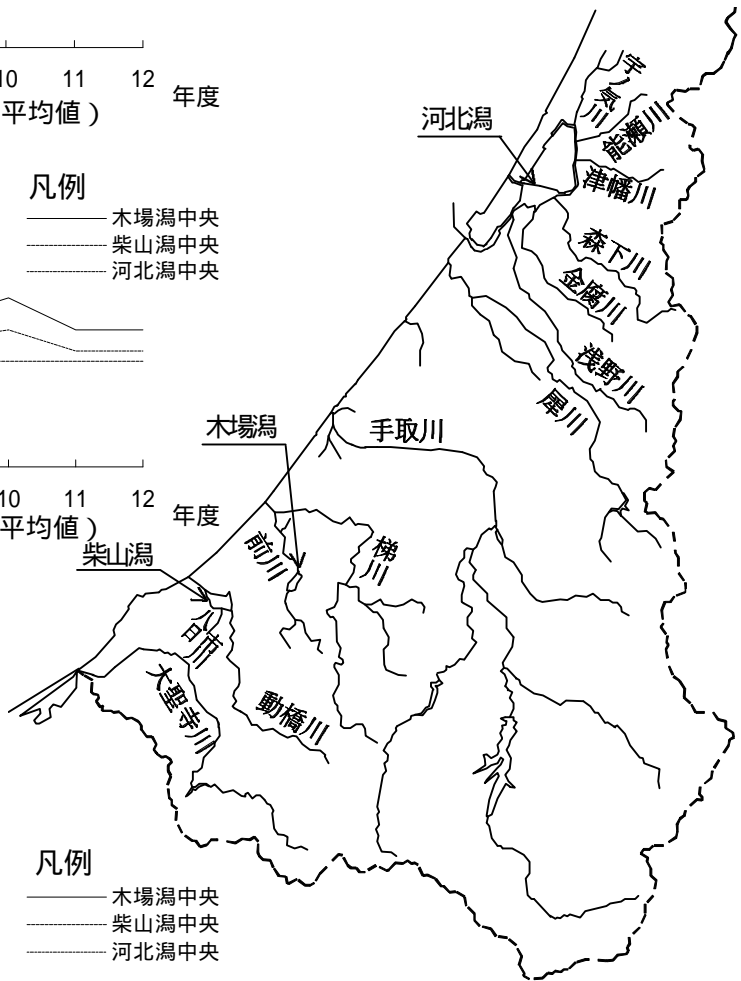 10 11 12 年度
平均値）
凡例
木場潟中央
柴山潟中央
河北潟中央
10 11 12 年度
平均値）
宇ノ気川
能瀬川
河北潟
津幡川
森下川
金腐川
浅野川
犀川
手取川
木場潟
前川
梯川
柴山潟
八日市川
大聖寺川
動橋川
凡例
木場潟中央
柴山潟中央
河北潟中央